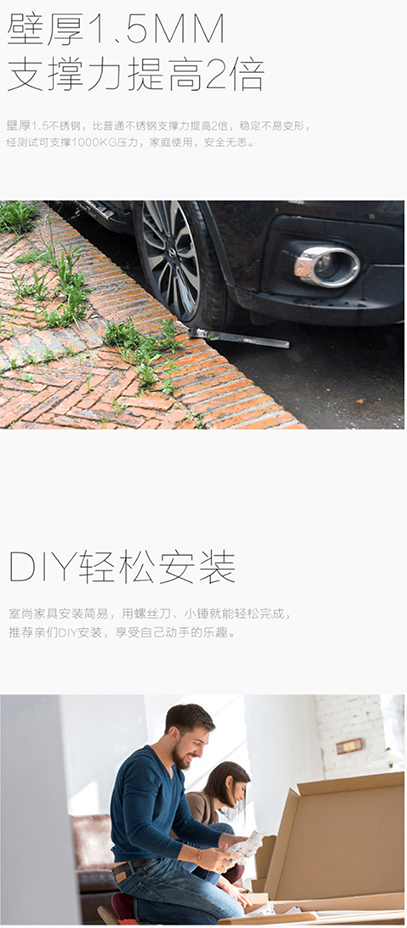 壁厚1.5MM
支撑力提高2倍
壁厚1.5不锈钢，比普通不锈钢支撑力提高2倍，稳定不易变形，
经测试可支撑1000KG压力，家庭使用，安全无恙。
DIY轻松安装
室尚家具安装简易，用螺丝刀、小锤就能轻松完成，
推荐亲们DIY安装，享受自己动手的乐趣。